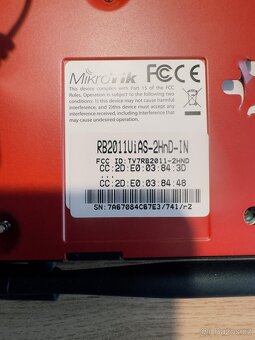 MikroTik FCC
This device complies with Part 15 of the FCC
Rules. Operation is subject to the following
two conditions: 1) this device may not cause
harmful interference,
and 2)this device must accept any interference
received, including interference that may
cause undesired operation.
RB2011UiAS-2HnD-IN
FCC ID:TV7RB2011-2HND
CC:2D:E0:03:84:3D
...
CC:2D:E0:03:84:48
SN:7A67084C67E3/741/r2